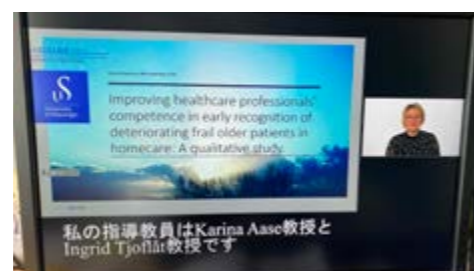 Improving healthcare professionals'
competence in early recognition of
deteriorating frail older patients in
homecare: A qualitative study.
私の指導教員はKarina Aase教授と
Ingrid Tjoflåt教授です